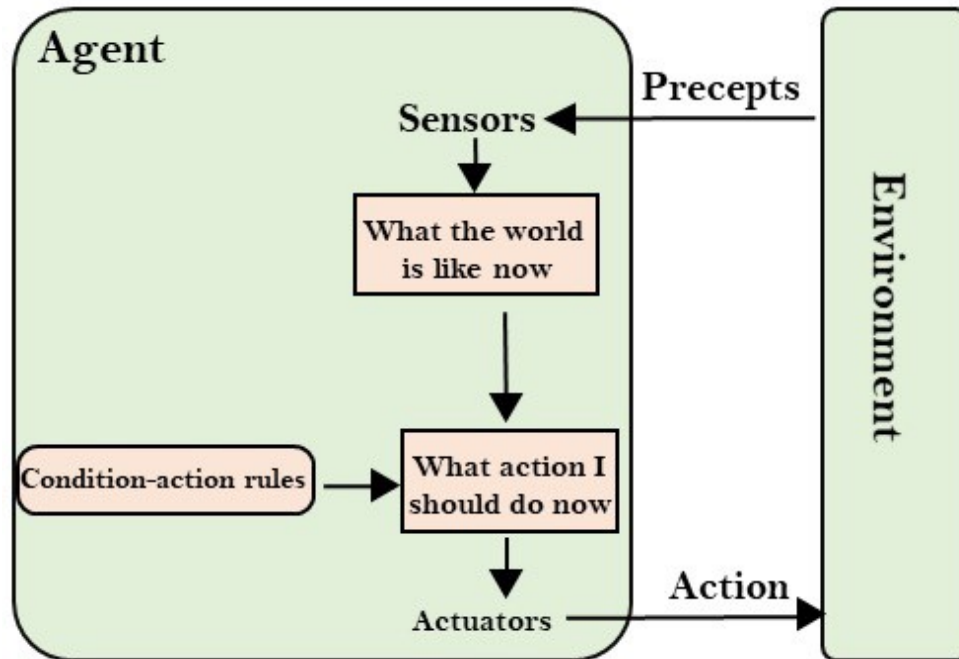 Agent
Precepts
Sensors
Environment
What the world
is like now
Condition-action rules
What action I
should do now
Action
Actuators